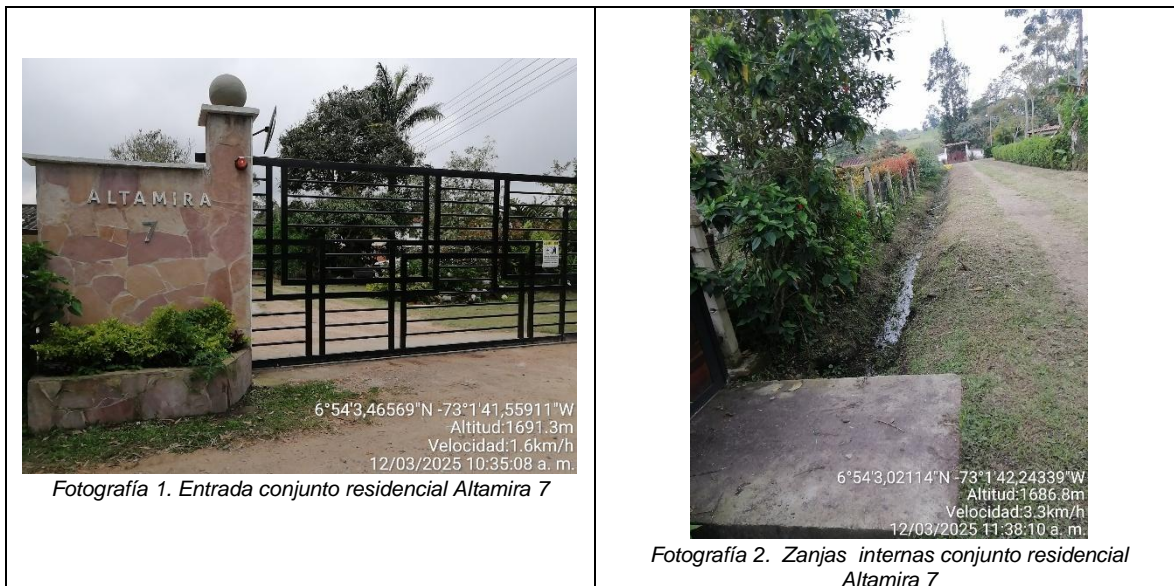 ALTAMIRA
7
6°54'3,46569"N -73°1'41,55911"W
Altitud:1691.3m
Velocidad:1.6km/h
12/03/2025 10:35:08 a. m.
Fotografía 1. Entrada conjunto residencial Altamira 7
6°54'3,02114"N -73°1'42,24339"W
Altitud:1686.8m
Velocidad:3.3km/h
12/03/2025 11:38:10 a. m.
Fotografía 2. Zanjas internas conjunto residencial
Altamira 7